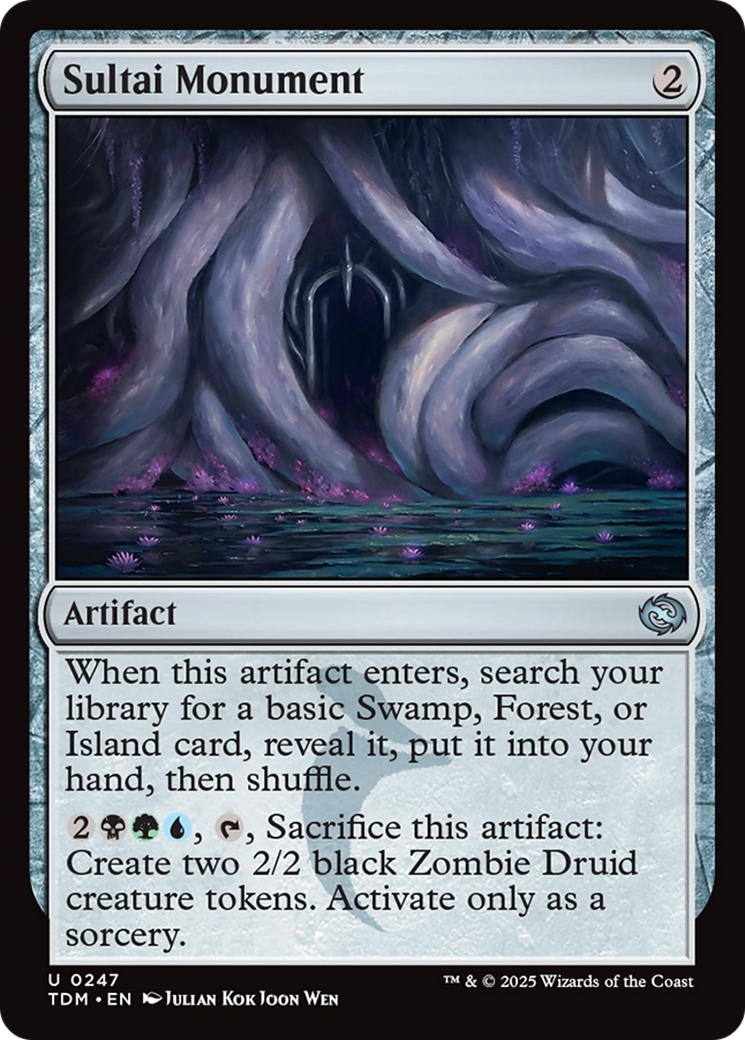 Sultai Monument 2
Artifact
When this artifact enters, search your
library for a basic Swamp, Forest, or
Island card, reveal it, put it into your
hand, then shuffle.
2, , Sacrifice this artifact:
Create two 2/2 black Zombie Druid
creature tokens. Activate only as a
sorcery.
U 0247
TDM • EN Julian Kok Joon Wen
™ & © 2025 Wizards of the Coast